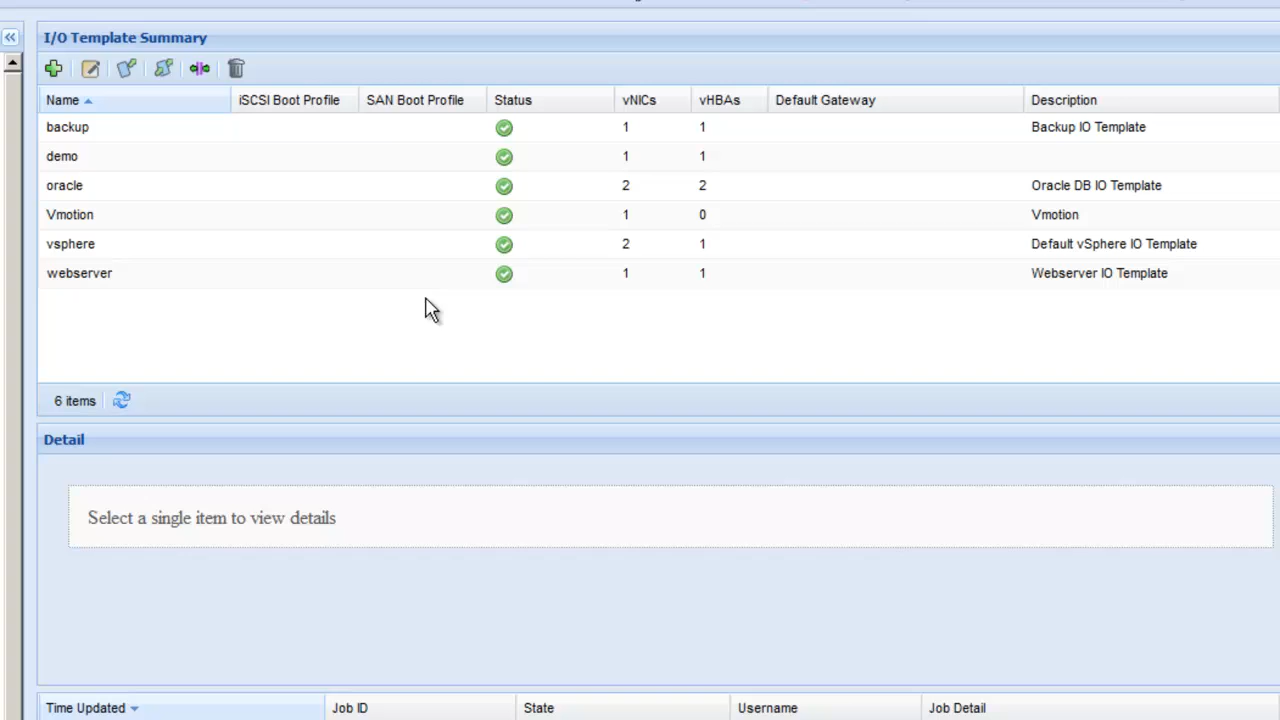 I/O Template Summary
Name iSCSI Boot Profile SAN Boot Profile Status vNICs vHBAs Default Gateway Description
backup 1 1 Backup IO Template
demo 1 1
oracle 2 2 Oracle DB IO Template
Vmotion 1 0 Vmotion
vsphere 2 1 Default vSphere IO Template
webserver 1 1 Webserver IO Template
6 items
Detail
Select a single item to view details
Time Updated Job ID State Username Job Detail